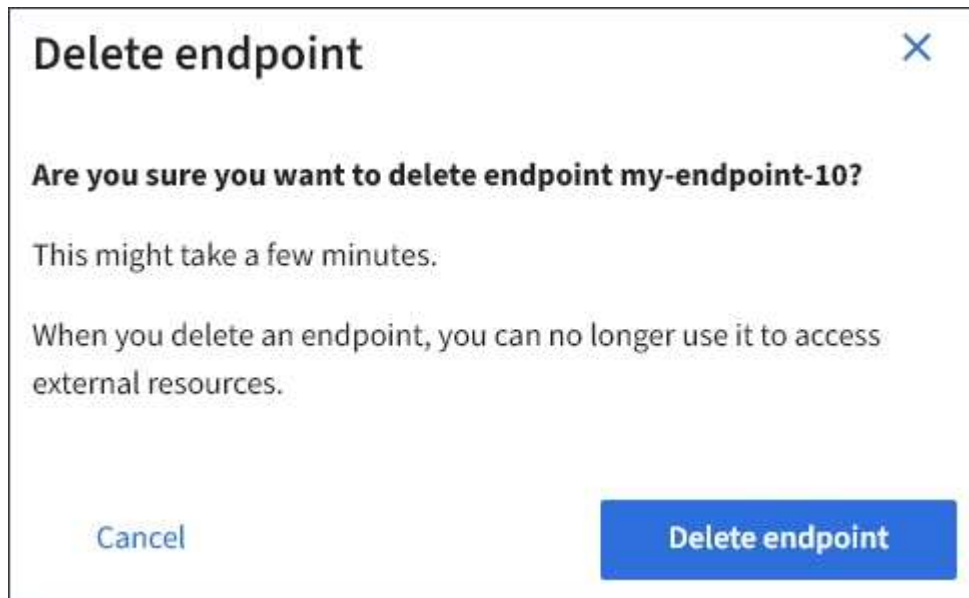 Delete endpoint
Are you sure you want to delete endpoint my-endpoint-10?
This might take a few minutes.
When you delete an endpoint, you can no longer use it to access
external resources.
Cancel
Delete endpoint